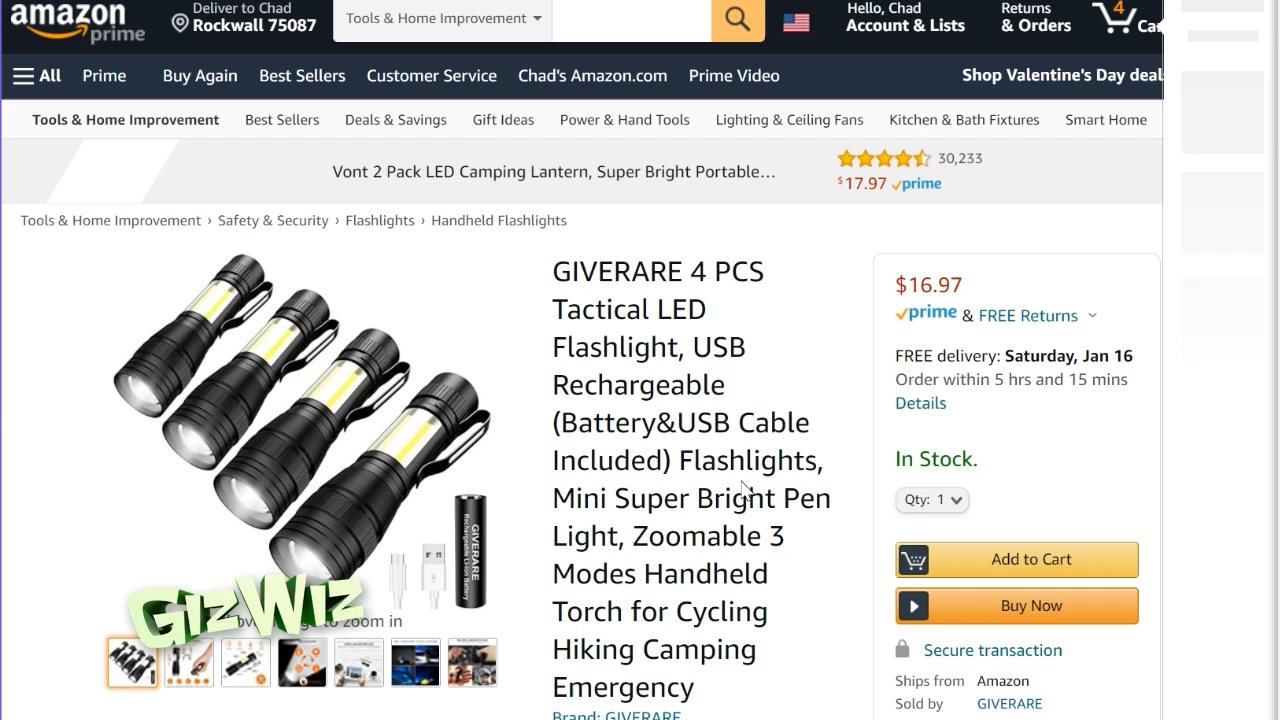 amazon
prime
Deliver to Chad
Rockwall 75087
Tools & Home Improvement
Hello, Chad
Account & Lists
Returns
& Orders
4
All
Prime
Buy Again
Best Sellers
Customer Service
Chad's Amazon.com
Prime Video
Shop Valentine's Day deal
Tools & Home Improvement
Best Sellers
Deals & Savings
Gift Ideas
Power & Hand Tools
Lighting & Ceiling Fans
Kitchen & Bath Fixtures
Smart Home
Vont 2 Pack LED Camping Lantern, Super Bright Portable…
30,233
$17.97 prime
Tools & Home Improvement › Safety & Security › Flashlights › Handheld Flashlights
GIVERARE
Rechargeable Li-ion Battery
GizWiz
to zoom in
GIVERARE 4 PCS
Tactical LED
Flashlight, USB
Rechargeable
(Battery&USB Cable
Included) Flashlights,
Mini Super Bright Pen
Light, Zoomable 3
Modes Handheld
Torch for Cycling
Hiking Camping
Emergency
Brand: GIVERARE
$16.97
prime & FREE Returns
FREE delivery: Saturday, Jan 16
Order within 5 hrs and 15 mins
Details
In Stock.
Qty: 1
Add to Cart
Buy Now
Secure transaction
Ships from Amazon
Sold by GIVERARE